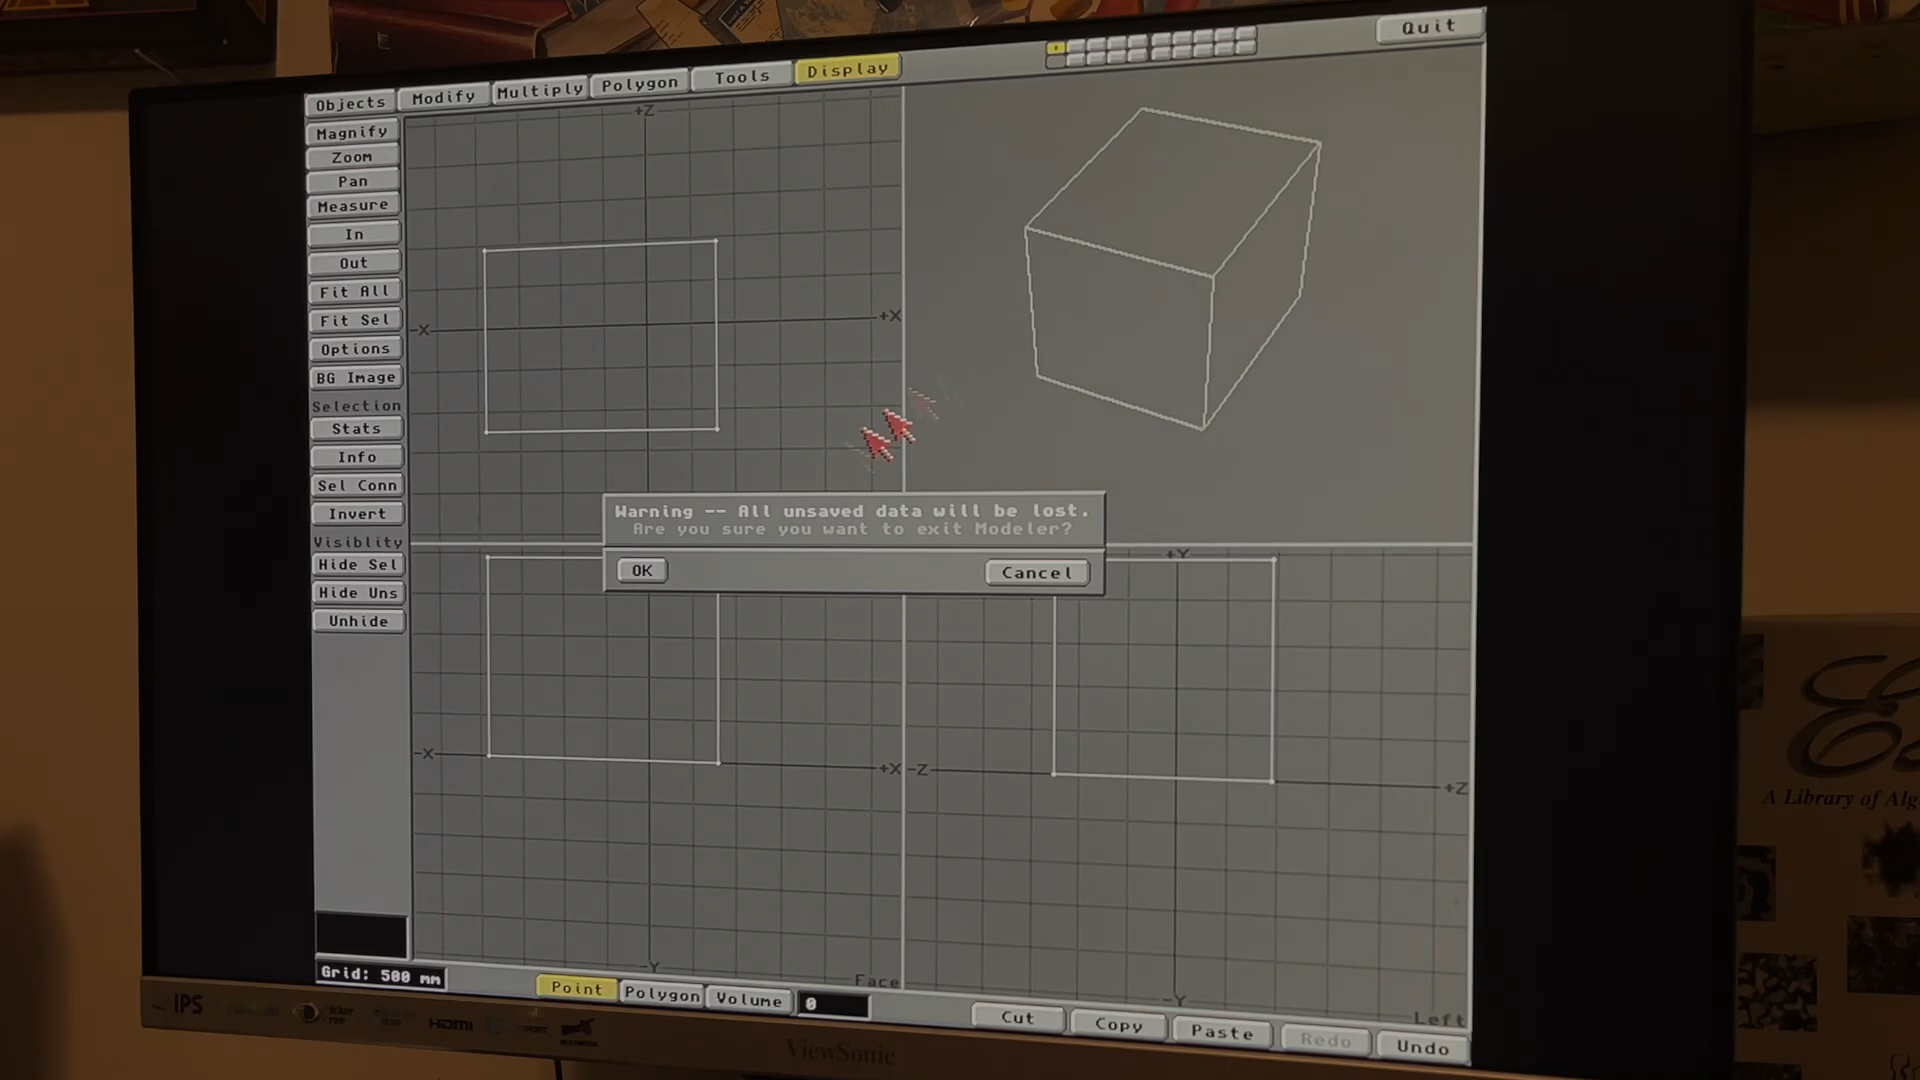 Quit
Objects Modify Multiply Polygon Tools Display
Magnify
Zoom
Pan
Measure
In
Out
Fit All
Fit Sel
Options
BG Image
Selection
Stats
Info
Sel Conn
Invert
Visiblity
Hide Sel
Hide Uns
Unhide
+Z
-X +X
Warning -- All unsaved data will be lost.
Are you sure you want to exit Modeler?
OK Cancel
+Y
-X +X -Z +Z
-Y Face -Y Left
Grid: 500 mm
Point Polygon Volume 0
Cut Copy Paste Redo Undo
IPS HDMI
ViewSonic
A Library of Alg